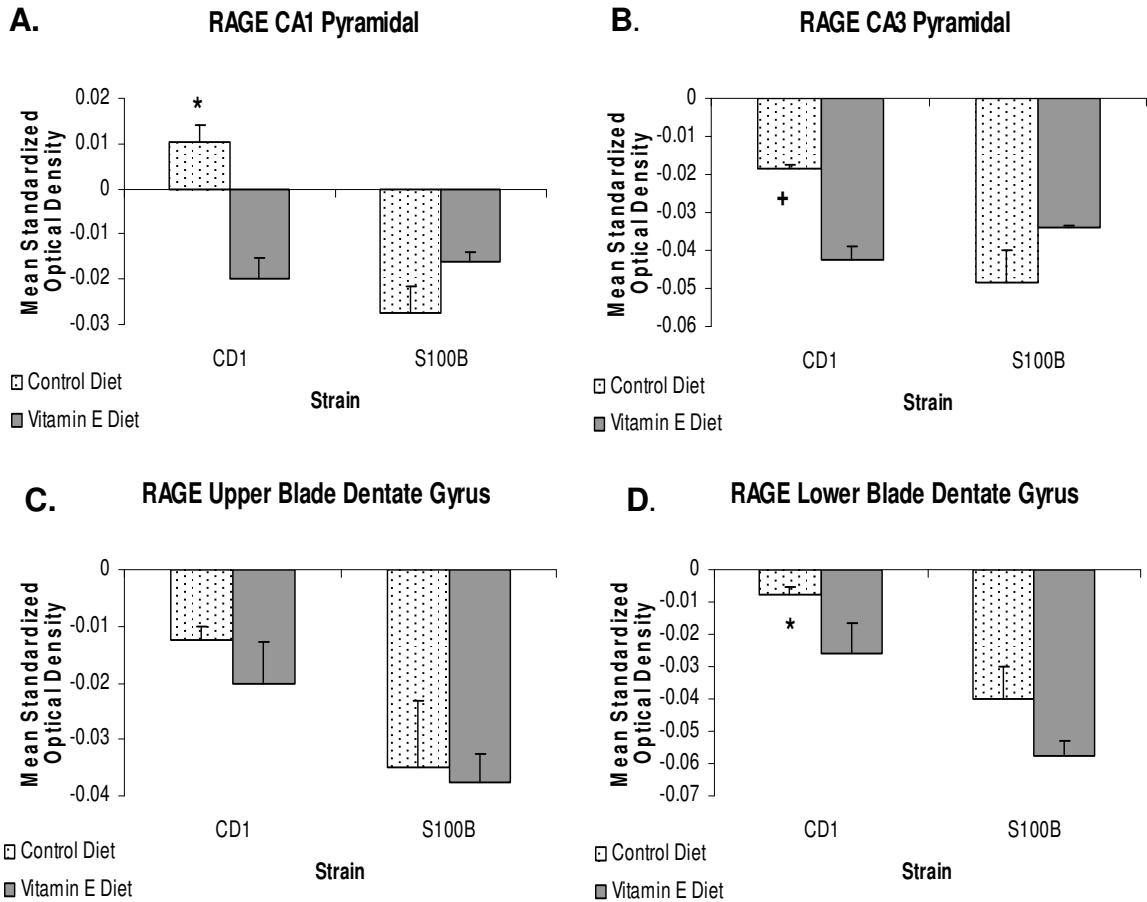 A.
RAGE CA1 Pyramidal
Mean Standardized
Optical Density
0.02
0.01
0
-0.01
-0.02
-0.03
*
CD1
S100B
Strain
Control Diet
Vitamin E Diet
B.
RAGE CA3 Pyramidal
Mean Standardized
Optical Density
0
-0.01
-0.02
-0.03
-0.04
-0.05
-0.06
+
CD1
S100B
Strain
Control Diet
Vitamin E Diet
C.
RAGE Upper Blade Dentate Gyrus
Mean Standardized
Optical Density
0
-0.01
-0.02
-0.03
-0.04
CD1
S100B
Strain
Control Diet
Vitamin E Diet
D.
RAGE Lower Blade Dentate Gyrus
Mean Standardized
Optical Density
0
-0.01
-0.02
-0.03
-0.04
-0.05
-0.06
-0.07
*
CD1
S100B
Strain
Control Diet
Vitamin E Diet